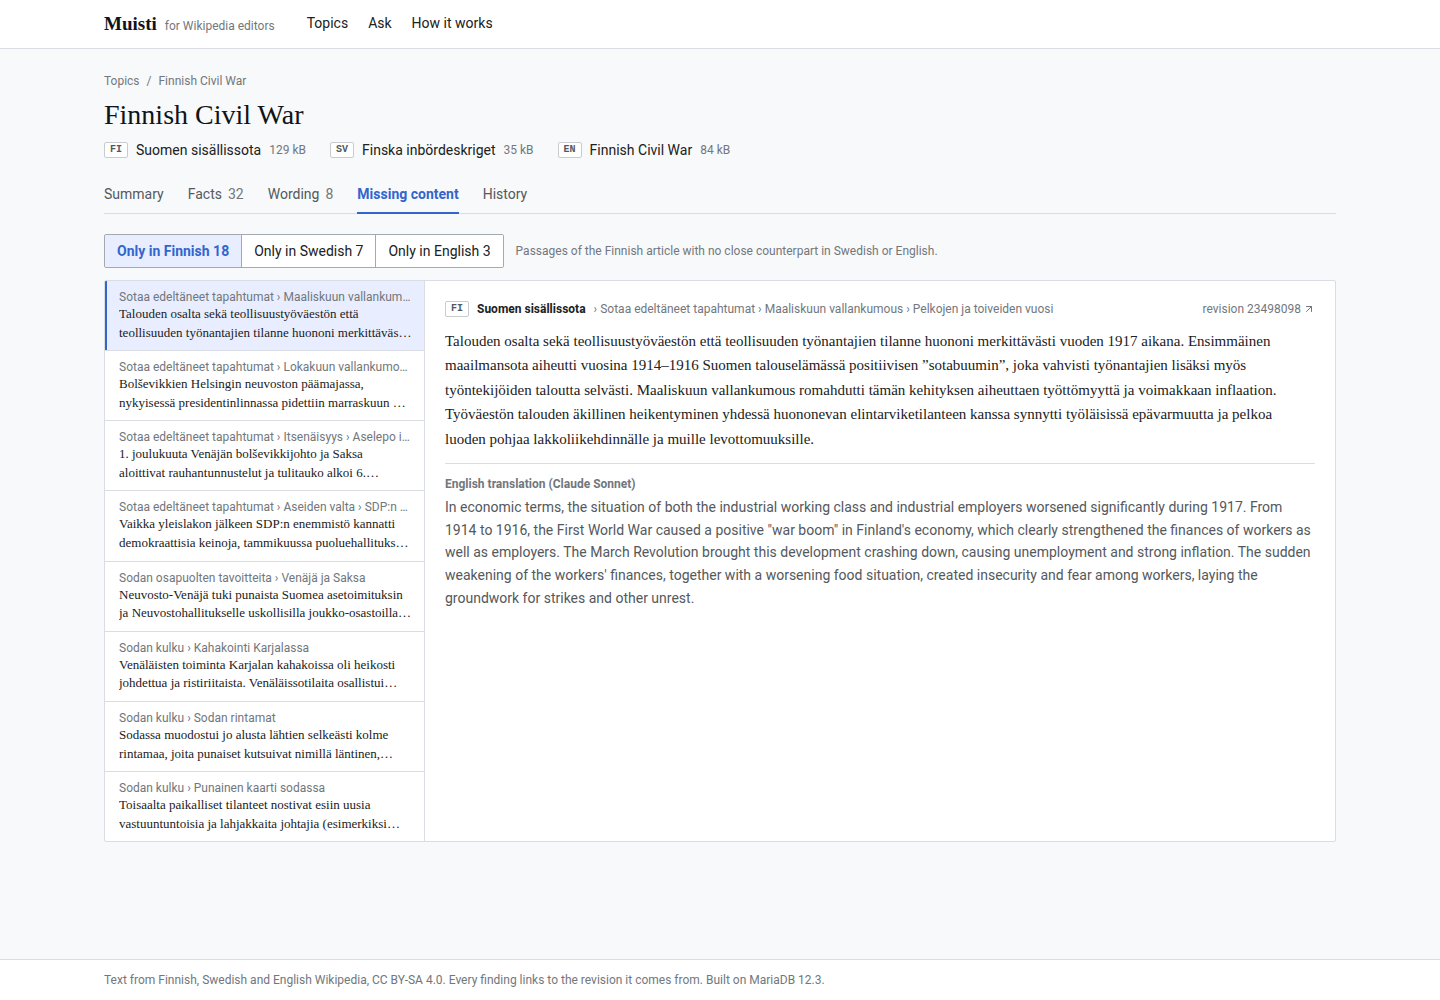 Muisti for Wikipedia editors Topics Ask How it works
Topics / Finnish Civil War
Finnish Civil War
FI Suomen sisällissota 129 kB SV Finska inbördeskriget 35 kB EN Finnish Civil War 84 kB
Summary Facts 32 Wording 8 Missing content History
Only in Finnish 18 Only in Swedish 7 Only in English 3 Passages of the Finnish article with no close counterpart in Swedish or English.
Sotaa edeltäneet tapahtumat › Maaliskuun vallankum…
Talouden osalta sekä teollisuustyöväestön että
teollisuuden työnantajien tilanne huononi merkittäväs…
Sotaa edeltäneet tapahtumat › Lokakuun vallankumo…
Bolševikkien Helsingin neuvoston päämajassa,
nykyisessä presidentinlinnassa pidettiin marraskuun …
Sotaa edeltäneet tapahtumat › Itsenäisyys › Aselepo i…
1. joulukuuta Venäjän bolševikkijohto ja Saksa
aloittivat rauhantunnustelut ja tulitauko alkoi 6.…
Sotaa edeltäneet tapahtumat › Aseiden valta › SDP:n …
Vaikka yleislakon jälkeen SDP:n enemmistö kannatti
demokraattisia keinoja, tammikuussa puoluehallituks…
Sodan osapuolten tavoitteita › Venäjä ja Saksa
Neuvosto-Venäjä tuki punaista Suomea asetoimituksin
ja Neuvostohallitukselle uskollisilla joukko-osastoilla…
Sodan kulku › Kahakointi Karjalassa
Venäläisten toiminta Karjalan kahakoissa oli heikosti
johdettua ja ristiriitaista. Venäläissotilaita osallistui…
Sodan kulku › Sodan rintamat
Sodassa muodostui jo alusta lähtien selkeästi kolme
rintamaa, joita punaiset kutsuivat nimillä läntinen,…
Sodan kulku › Punainen kaarti sodassa
Toisaalta paikalliset tilanteet nostivat esiin uusia
vastuuntuntoisia ja lahjakkaita johtajia (esimerkiksi…
FI Suomen sisällissota › Sotaa edeltäneet tapahtumat › Maaliskuun vallankumous › Pelkojen ja toiveiden vuosi revision 23498098
Talouden osalta sekä teollisuustyöväestön että teollisuuden työnantajien tilanne huononi merkittävästi vuoden 1917 aikana. Ensimmäinen
maailmansota aiheutti vuosina 1914–1916 Suomen talouselämässä positiivisen ”sotabuumin”, joka vahvisti työnantajien lisäksi myös
työntekijöiden taloutta selvästi. Maaliskuun vallankumous romahdutti tämän kehityksen aiheuttaen työttömyyttä ja voimakkaan inflaation.
Työväestön talouden äkillinen heikentyminen yhdessä huononevan elintarviketilanteen kanssa synnytti työläisissä epävarmuutta ja pelkoa
luoden pohjaa lakkoliikehdinnälle ja muille levottomuuksille.
English translation (Claude Sonnet)
In economic terms, the situation of both the industrial working class and industrial employers worsened significantly during 1917. From
1914 to 1916, the First World War caused a positive "war boom" in Finland's economy, which clearly strengthened the finances of workers as
well as employers. The March Revolution brought this development crashing down, causing unemployment and strong inflation. The sudden
weakening of the workers' finances, together with a worsening food situation, created insecurity and fear among workers, laying the
groundwork for strikes and other unrest.
Text from Finnish, Swedish and English Wikipedia, CC BY-SA 4.0. Every finding links to the revision it comes from. Built on MariaDB 12.3.